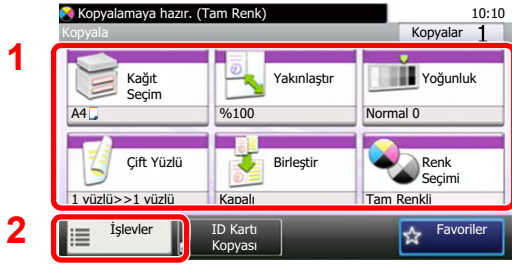 Kopyalamaya hazır. (Tam Renk) 10:10
Kopyala Kopyalar 1
1
Kağıt Yakınlaştır Yoğunluk
Seçim
A4 %100 Normal 0
Çift Yüzlü Birleştir Renk
Seçimi
1 yüzlü>>1 yüzlü Kapalı Tam Renkli
2
İşlevler ID Kartı Favoriler
Kopyası